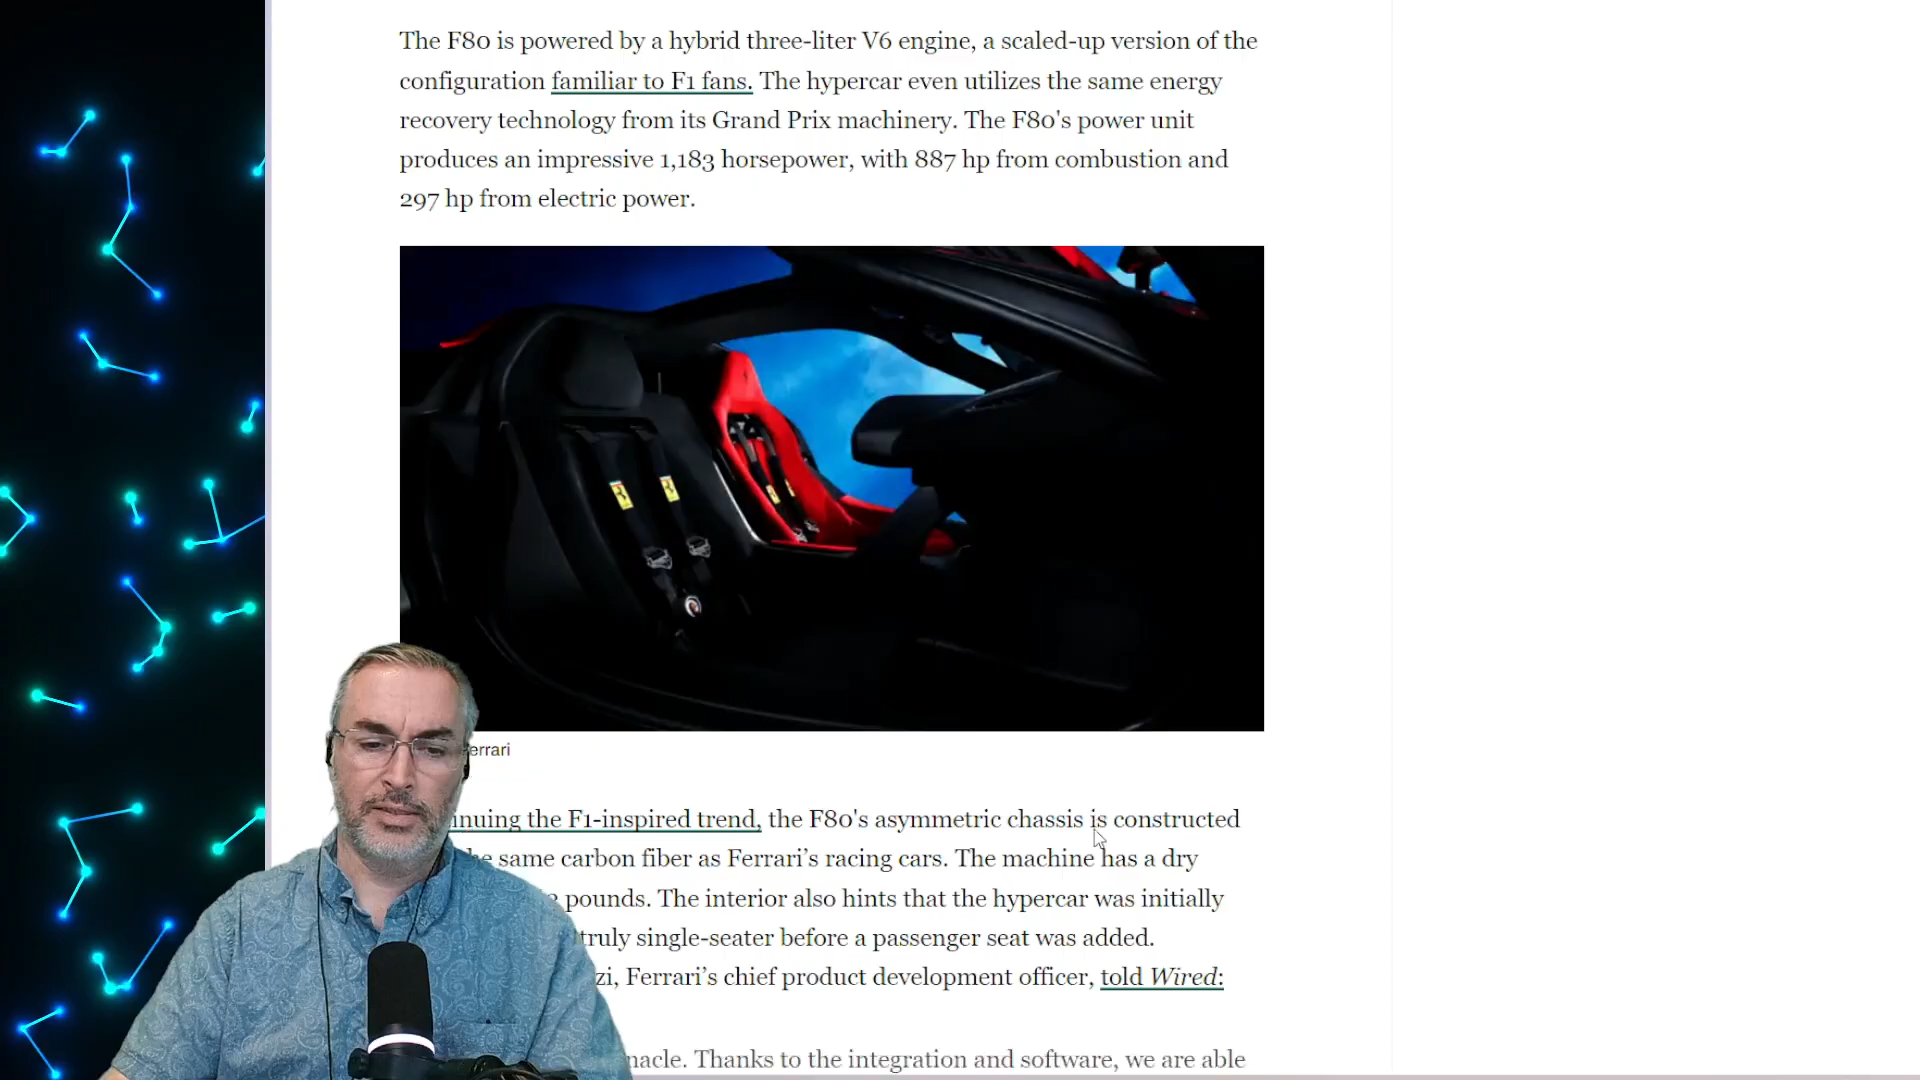 The F80 is powered by a hybrid three-liter V6 engine, a scaled-up version of the
configuration familiar to F1 fans. The hypercar even utilizes the same energy
recovery technology from its Grand Prix machinery. The F80's power unit
produces an impressive 1,183 horsepower, with 887 hp from combustion and
297 hp from electric power.
errari
inuing the F1-inspired trend, the F80's asymmetric chassis is constructed
same carbon fiber as Ferrari’s racing cars. The machine has a dry
pounds. The interior also hints that the hypercar was initially
truly single-seater before a passenger seat was added.
zi, Ferrari’s chief product development officer, told Wired:
nacle. Thanks to the integration and software, we are able